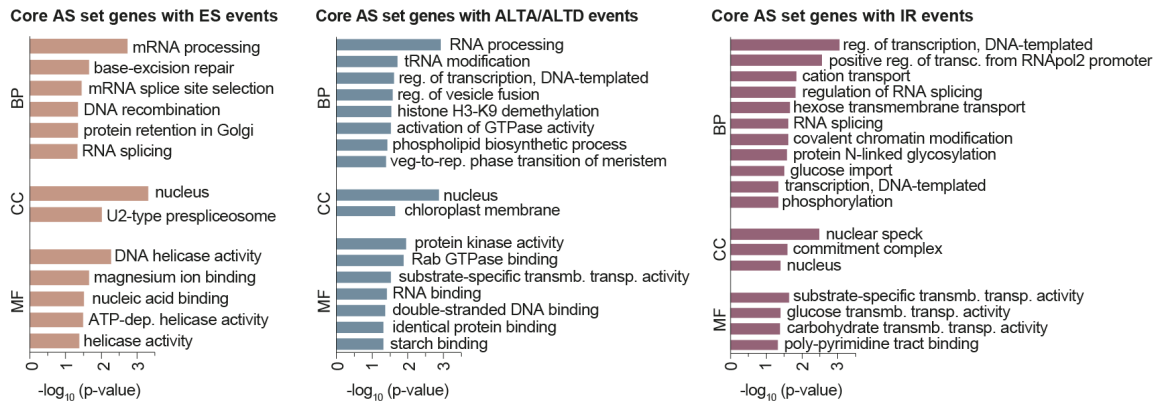 Core AS set genes with ES events
BP
mRNA processing
base-excision repair
mRNA splice site selection
DNA recombination
protein retention in Golgi
RNA splicing
CC
nucleus
U2-type prespliceosome
MF
DNA helicase activity
magnesium ion binding
nucleic acid binding
ATP-dep. helicase activity
helicase activity
0 1 2 3
-log10 (p-value)
Core AS set genes with ALTA/ALTD events
BP
RNA processing
tRNA modification
reg. of transcription, DNA-templated
reg. of vesicle fusion
histone H3-K9 demethylation
activation of GTPase activity
phospholipid biosynthetic process
veg-to-rep. phase transition of meristem
CC
nucleus
chloroplast membrane
MF
protein kinase activity
Rab GTPase binding
substrate-specific transmb. transp. activity
RNA binding
double-stranded DNA binding
identical protein binding
starch binding
0 1 2 3
-log10 (p-value)
Core AS set genes with IR events
BP
reg. of transcription, DNA-templated
positive reg. of transc. from RNApol2 promoter
cation transport
regulation of RNA splicing
hexose transmembrane transport
RNA splicing
covalent chromatin modification
protein N-linked glycosylation
glucose import
transcription, DNA-templated
phosphorylation
CC
nuclear speck
commitment complex
nucleus
MF
substrate-specific transmb. transp. activity
glucose transmb. transp. activity
carbohydrate transmb. transp. activity
poly-pyrimidine tract binding
0 1 2 3
-log10 (p-value)